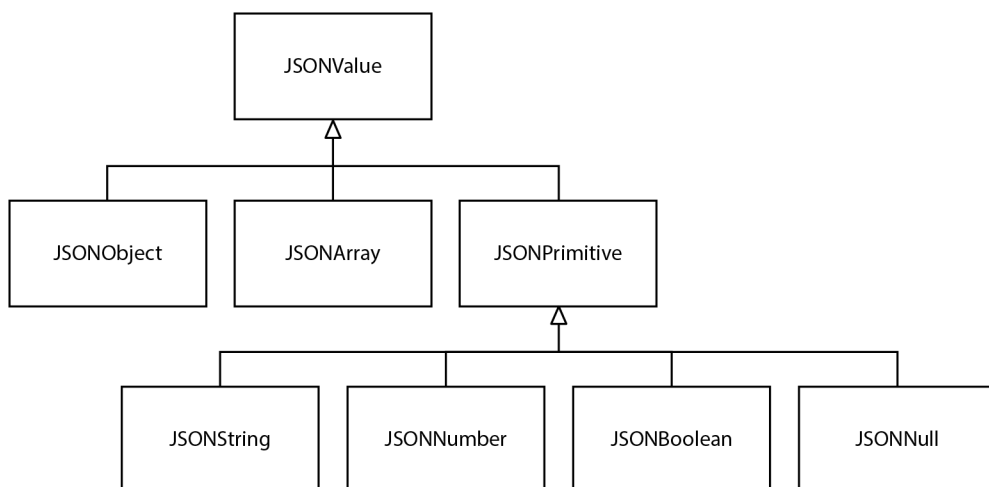 JSONValue
JSONObject
JSONArray
JSONPrimitive
JSONString
JSONNumber
JSONBoolean
JSONNull